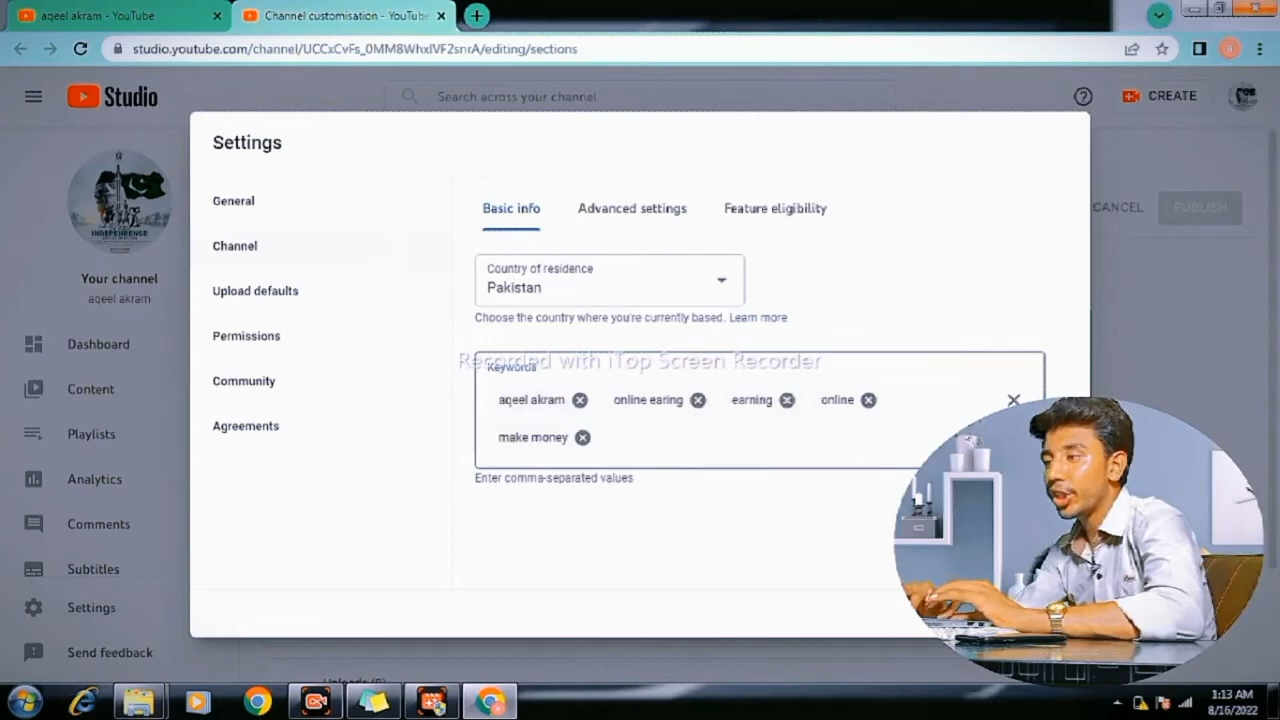 aqeel akram - YouTube
Channel customisation - YouTube
studio.youtube.com/channel/UCCxCvFs_0MM8WhxlVF2snrA/editing/sections
Studio
Search across your channel
CREATE
Settings
General
Channel
Upload defaults
Permissions
Community
Agreements
Basic info Advanced settings Feature eligibility
Country of residence
Pakistan
Choose the country where you're currently based. Learn more
Recorded with iTop Screen Recorder
Keywords
aqeel akram online earing earning online
make money
Enter comma-separated values
CANCEL PUBLISH
INDEPENDENCE
Your channel
aqeel akram
Dashboard
Content
Playlists
Analytics
Comments
Subtitles
Settings
Send feedback
1:13 AM
8/16/2022